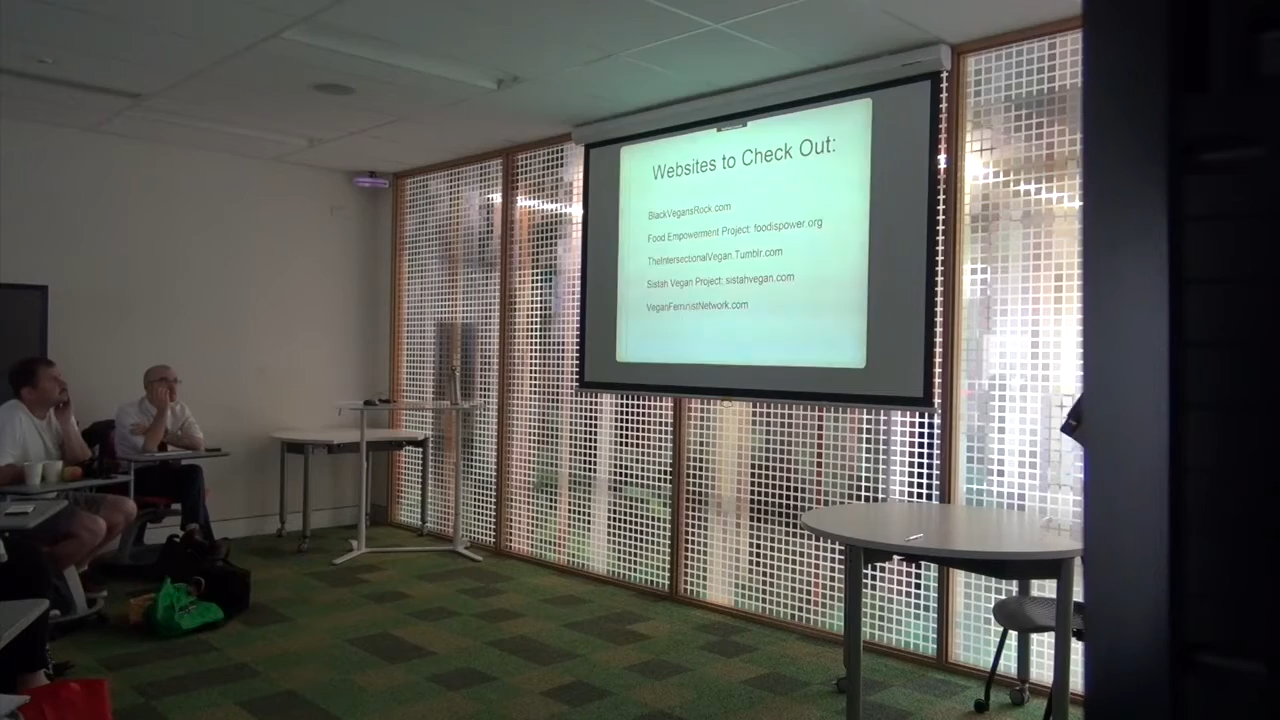 Websites to Check Out:
BlackVegansRock.com
Food Empowerment Project: foodispower.org
TheIntersectionalVegan.Tumblr.com
Sistah Vegan Project: sistahvegan.com
VeganFeministNetwork.com